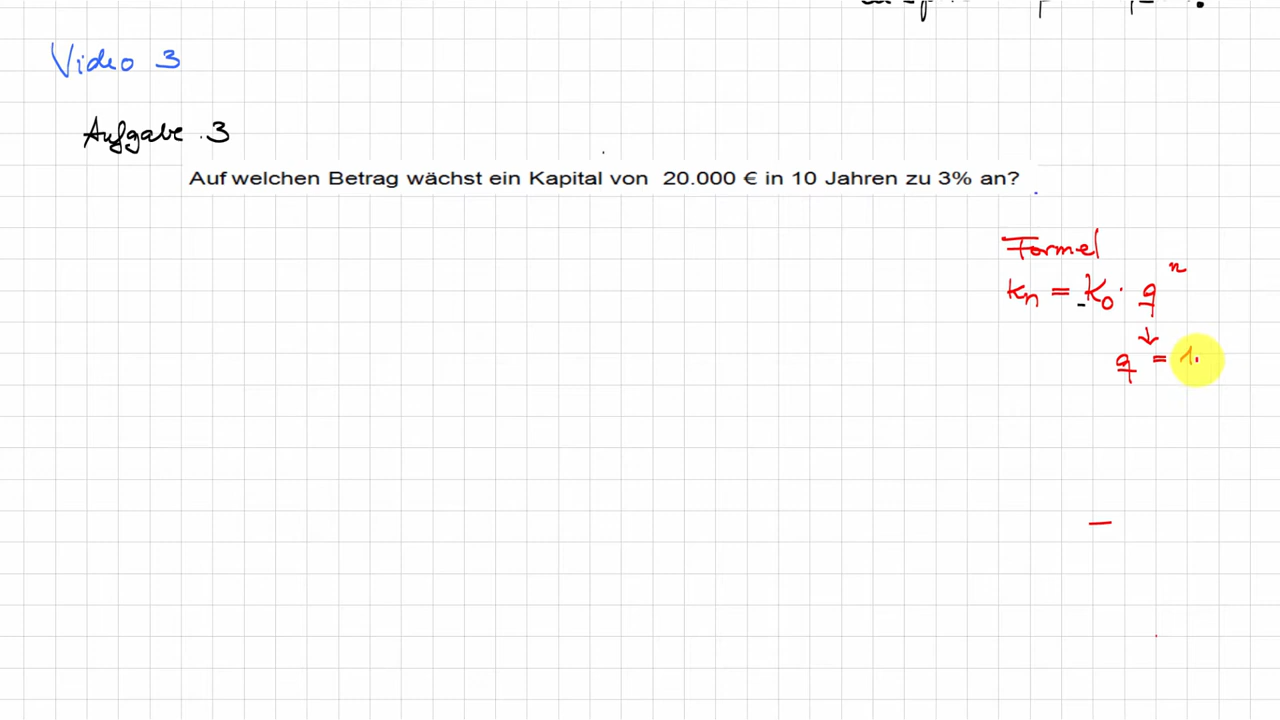 Video 3
Aufgabe 3
Auf welchen Betrag wächst ein Kapital von 20.000 € in 10 Jahren zu 3% an?
Formel
Kn = K0 · q^n
↓
q = 1